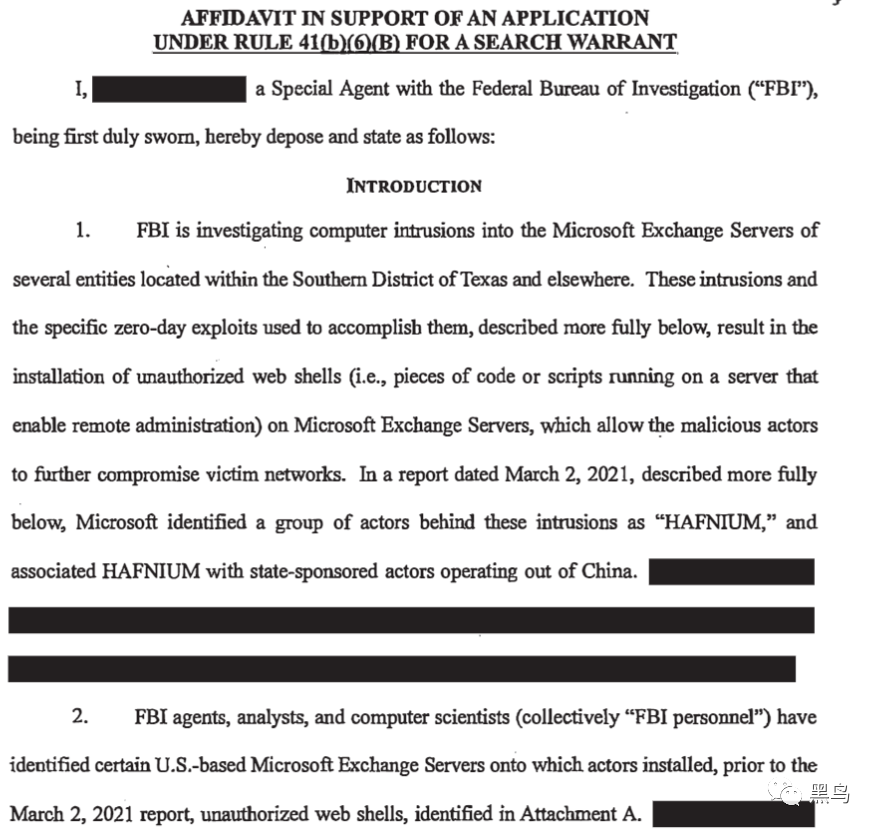 AFFIDAVIT IN SUPPORT OF AN APPLICATION
UNDER RULE 41(b)(6)(B) FOR A SEARCH WARRANT
I, a Special Agent with the Federal Bureau of Investigation (“FBI”),
being first duly sworn, hereby depose and state as follows:
INTRODUCTION
1. FBI is investigating computer intrusions into the Microsoft Exchange Servers of
several entities located within the Southern District of Texas and elsewhere. These intrusions and
the specific zero-day exploits used to accomplish them, described more fully below, result in the
installation of unauthorized web shells (i.e., pieces of code or scripts running on a server that
enable remote administration) on Microsoft Exchange Servers, which allow the malicious actors
to further compromise victim networks. In a report dated March 2, 2021, described more fully
below, Microsoft identified a group of actors behind these intrusions as “HAFNIUM,” and
associated HAFNIUM with state-sponsored actors operating out of China.
2. FBI agents, analysts, and computer scientists (collectively “FBI personnel”) have
identified certain U.S.-based Microsoft Exchange Servers onto which actors installed, prior to the
March 2, 2021 report, unauthorized web shells, identified in Attachment A.
黑鸟